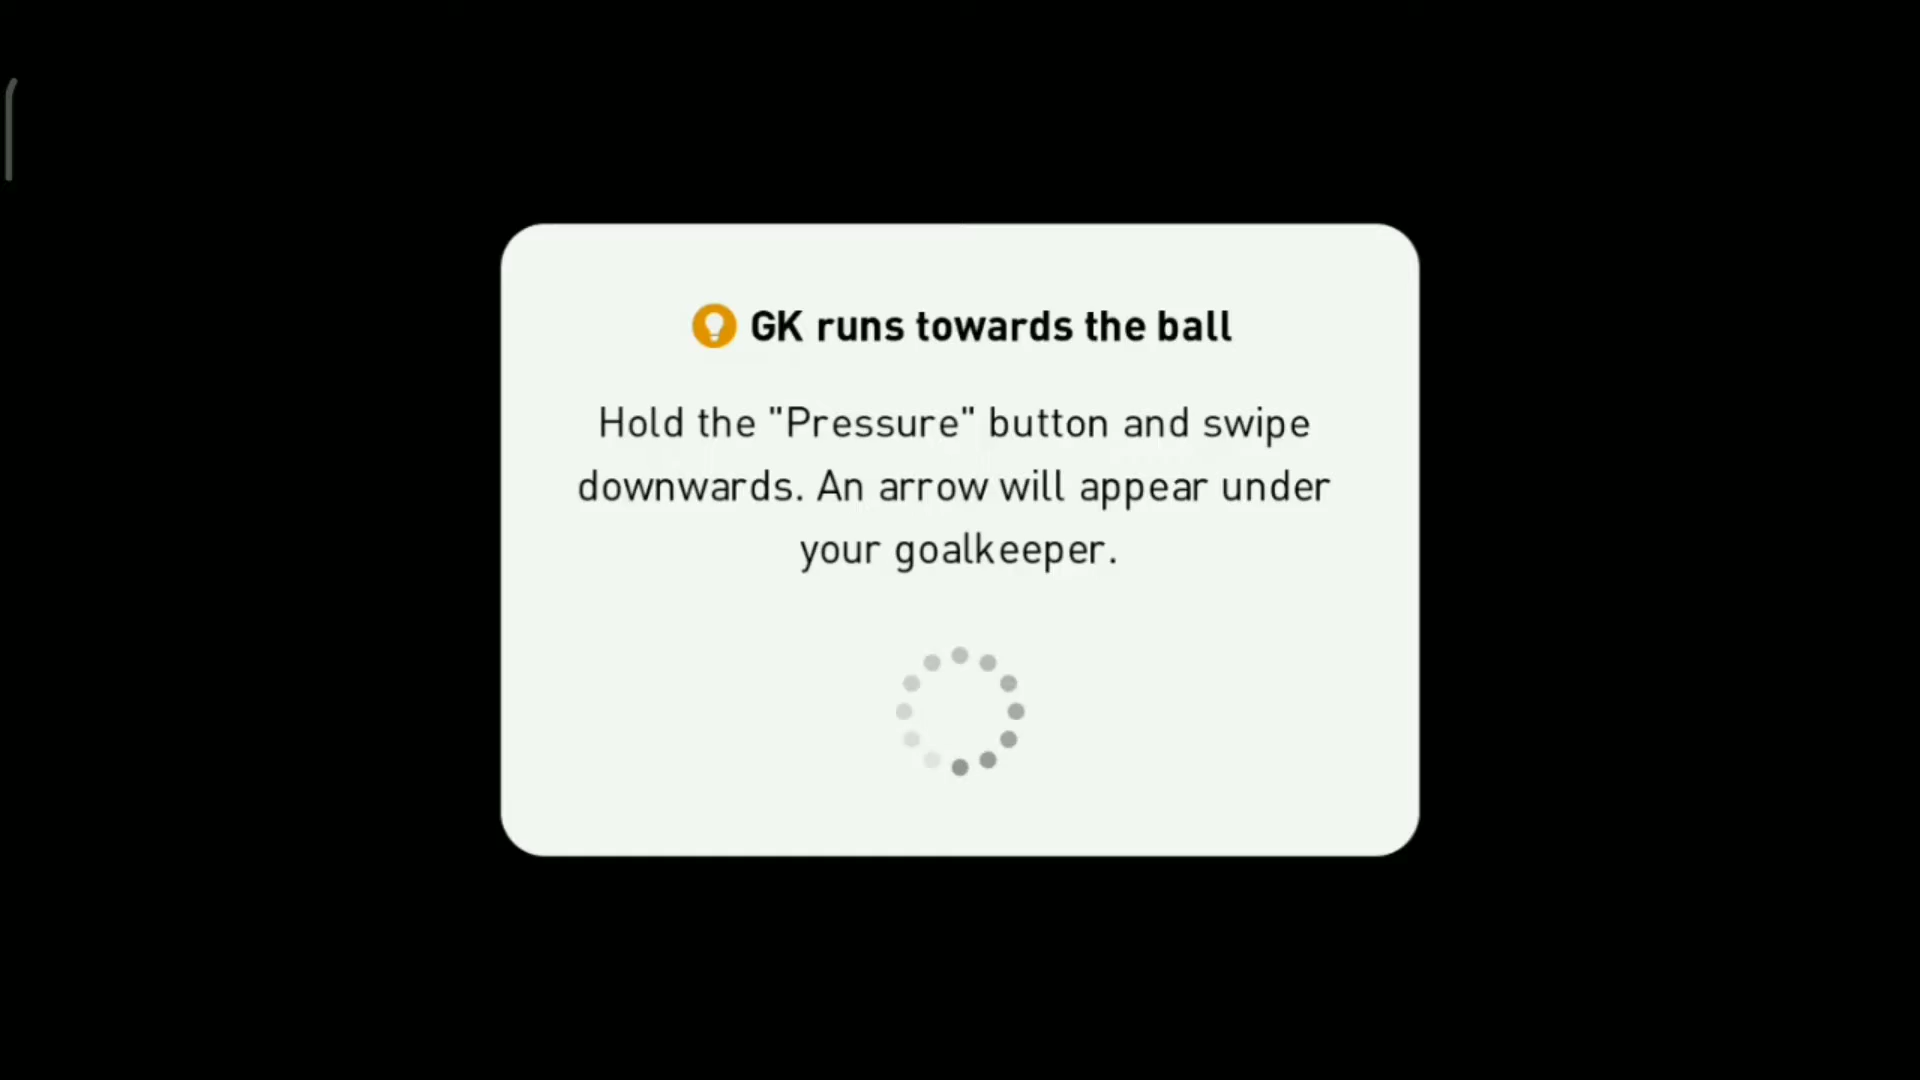 GK runs towards the ball
Hold the "Pressure" button and swipe
downwards. An arrow will appear under
your goalkeeper.